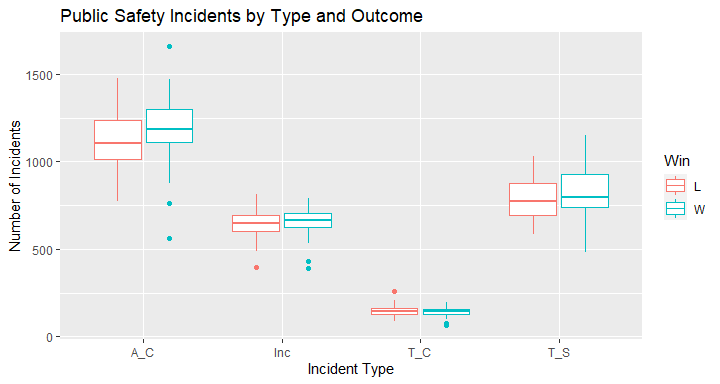 Public Safety Incidents by Type and Outcome
Number of Incidents
1500
1000
500
0
A_C
Inc
T_C
T_S
Incident Type
Win
L
W